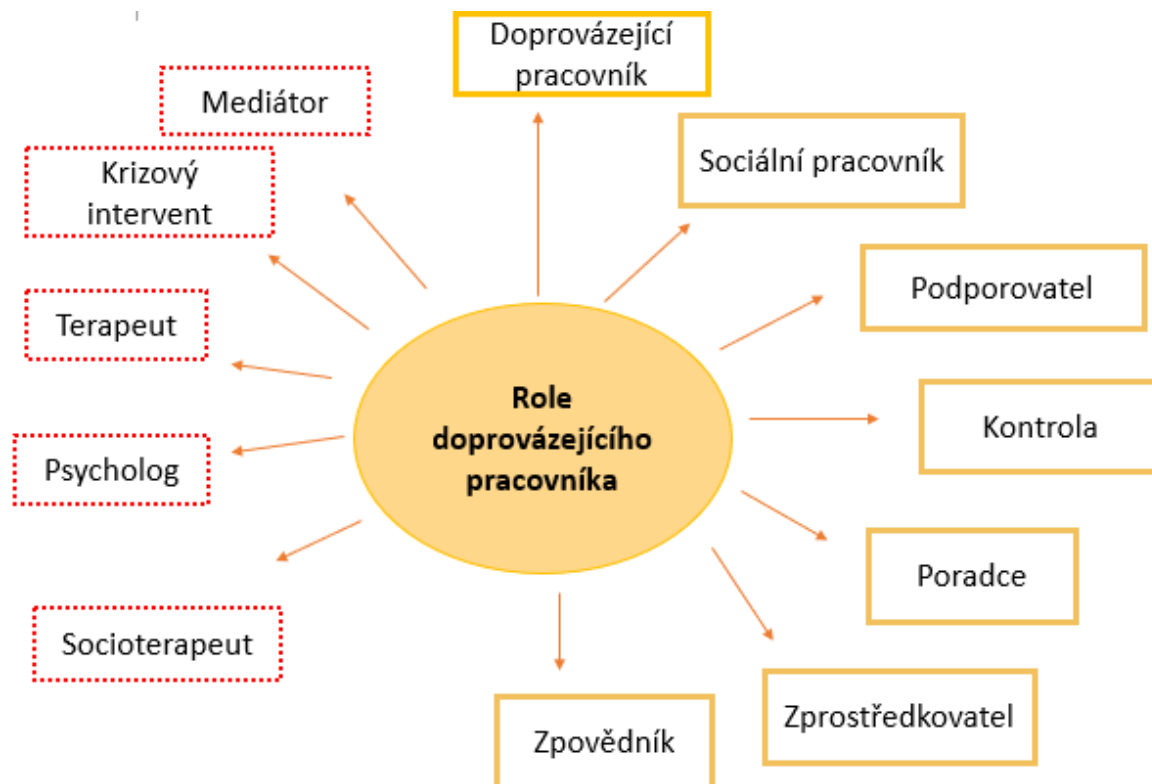 Doprovázející
pracovník
Mediátor
Sociální pracovník
Krizový
intervent
Podporovatel
Terapeut
Role
doprovázejícího
pracovníka
Kontrola
Psycholog
Poradce
Socioterapeut
Zprostředkovatel
Zpovědník